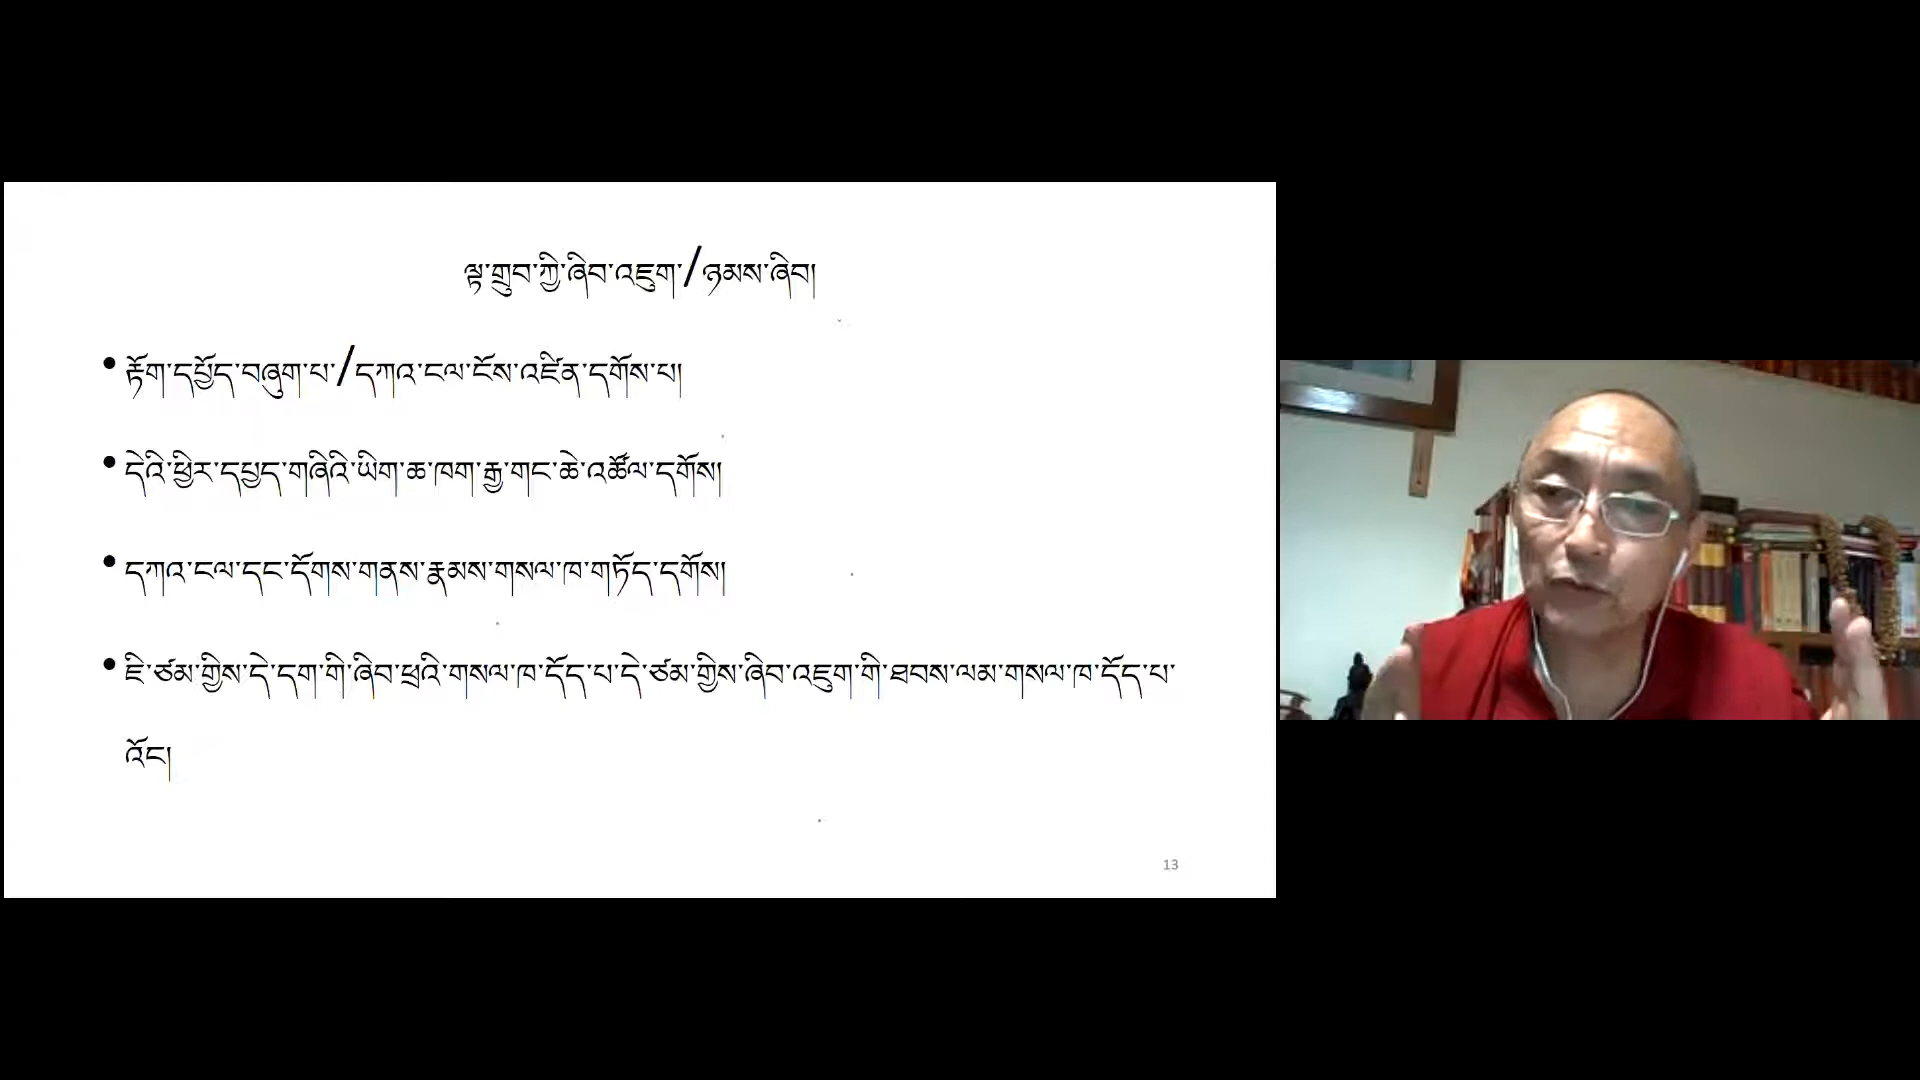 ལྟ་གྲུབ་ཀྱི་ཞིབ་འཇུག་/ཉམས་ཞིབ།
• རྟོག་དཔྱོད་བཞུག་པ་/དཀའ་ངལ་ངོས་འཛིན་དགོས་པ།
• དེའི་ཕྱིར་དཔྱད་གཞིའི་ཡིག་ཆ་ཁག་རྒྱ་གང་ཆེ་འཚོལ་དགོས།
• དཀའ་ངལ་དང་དོགས་གནས་རྣམས་གསལ་ཁ་གཏོད་དགོས།
• ཇི་ཙམ་གྱིས་དེ་དག་གི་ཞིབ་ཕྲའི་གསལ་ཁ་དོད་པ་དེ་ཙམ་གྱིས་ཞིབ་འཇུག་གི་ཐབས་ལམ་གསལ་ཁ་དོད་པ་
འོང།
13